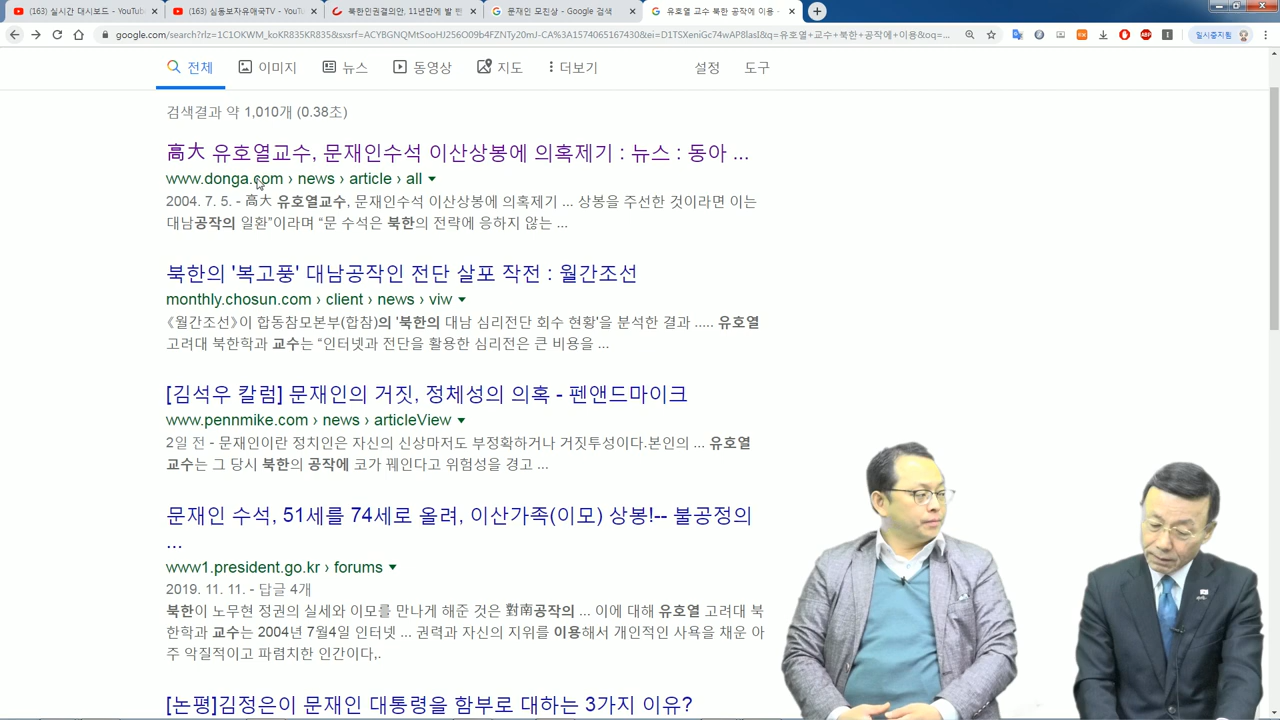 (163) 실시간 대시보드 - YouTub
(163) 심동보자유애국TV - YouTu
북한인권결의안, 11년만에 발 뺀
문재인 모친상 - Google 검색
유호열 교수 북한 공작에 이용 -
google.com/search?rlz=1C1OKWM_koKR835KR835&sxsrf=ACYBGNQMtSooHJ256O09b4FZNTy20mJ-CA%3A1574065167430&ei=D1TSXeniGc74wAP8lasI&q=유호열+교수+북한+공작에+이용&oq=...
일시중지됨
전체
이미지
뉴스
동영상
지도
더보기
설정
도구
검색결과 약 1,010개 (0.38초)
高大 유호열교수, 문재인수석 이산상봉에 의혹제기 : 뉴스 : 동아 ...
www.donga.com › news › article › all
2004. 7. 5. - 高大 유호열교수, 문재인수석 이산상봉에 의혹제기 ... 상봉을 주선한 것이라면 이는
대남공작의 일환”이라며 “문 수석은 북한의 전략에 응하지 않는 ...
북한의 '복고풍' 대남공작인 전단 살포 작전 : 월간조선
monthly.chosun.com › client › news › viw
《월간조선》이 합동참모본부(합참)의 '북한의 대남 심리전단 회수 현황'을 분석한 결과 ..... 유호열
고려대 북한학과 교수는 “인터넷과 전단을 활용한 심리전은 큰 비용을 ...
[김석우 칼럼] 문재인의 거짓, 정체성의 의혹 - 펜앤드마이크
www.pennmike.com › news › articleView
2일 전 - 문재인이란 정치인은 자신의 신상마저도 부정확하거나 거짓투성이다.본인의 ... 유호열
교수는 그 당시 북한의 공작에 코가 꿰인다고 위험성을 경고 ...
문재인 수석, 51세를 74세로 올려, 이산가족(이모) 상봉!-- 불공정의
...
www1.president.go.kr › forums
2019. 11. 11. - 답글 4개
북한이 노무현 정권의 실세와 이모를 만나게 해준 것은 對南공작의 ... 이에 대해 유호열 고려대 북
한학과 교수는 2004년 7월4일 인터넷 ... 권력과 자신의 지위를 이용해서 개인적인 사욕을 채운 아
주 악질적이고 파렴치한 인간이다,.
[논평]김정은이 문재인 대통령을 함부로 대하는 3가지 이유?